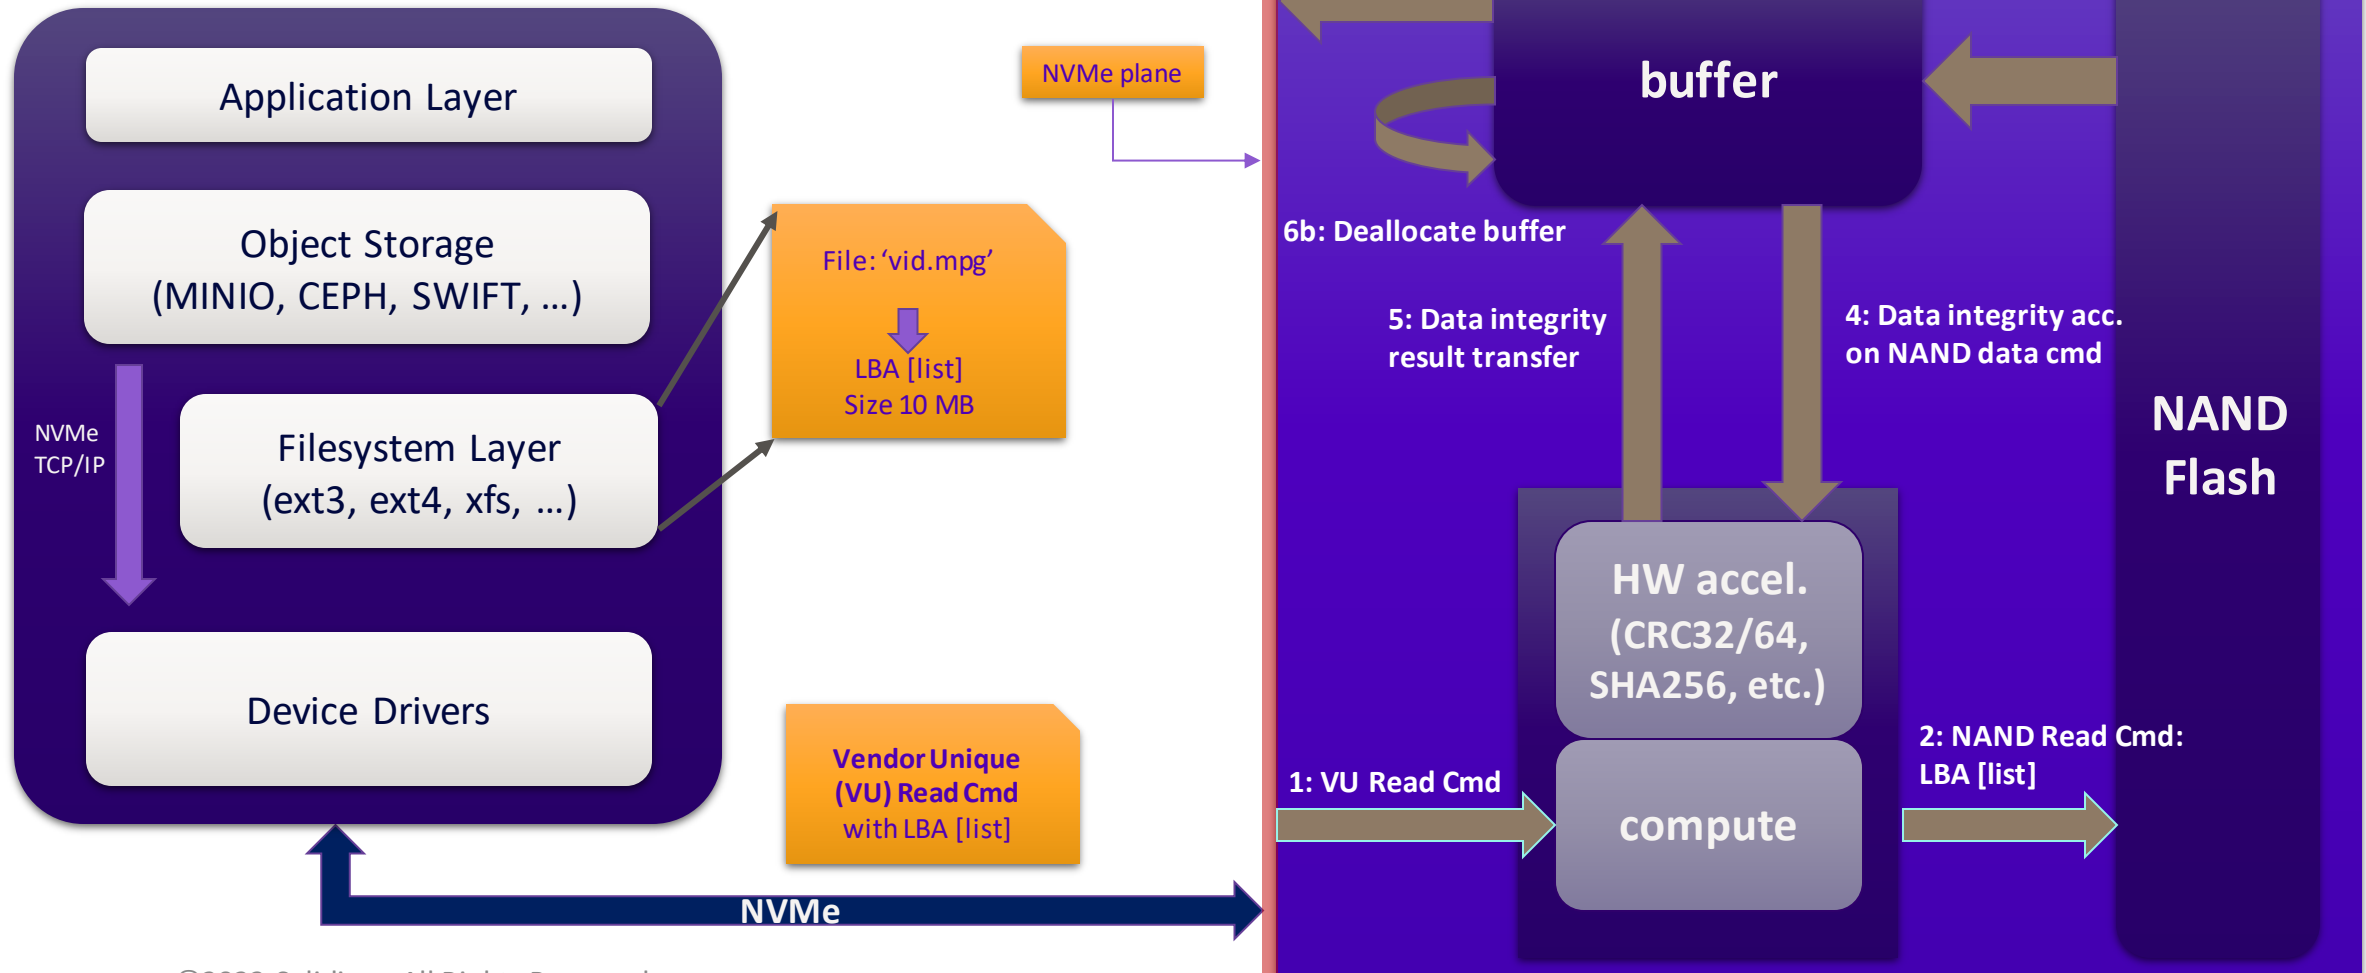 Application Layer
Object Storage
(MINIO, CEPH, SWIFT, ...)
NVMe
TCP/IP
Filesystem Layer
(ext3, ext4, xfs, ...)
Device Drivers
NVMe plane
File: ‘vid.mpg’
LBA [list]
Size 10 MB
Vendor Unique
(VU) Read Cmd
with LBA [list]
NVMe
buffer
6b: Deallocate buffer
5: Data integrity
result transfer
4: Data integrity acc.
on NAND data cmd
NAND
Flash
HW accel.
(CRC32/64,
SHA256, etc.)
1: VU Read Cmd
compute
2: NAND Read Cmd:
LBA [list]